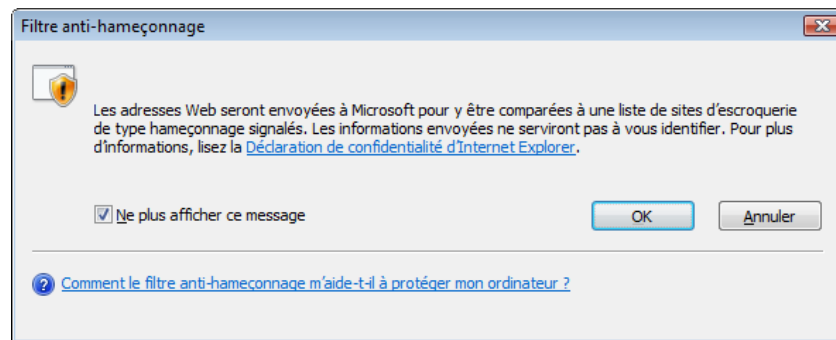 Filtre anti-hameçonnage
Les adresses Web seront envoyées à Microsoft pour y être comparées à une liste de sites d'escroquerie
de type hameçonnage signalés. Les informations envoyées ne serviront pas à vous identifier. Pour plus
d'informations, lisez la Déclaration de confidentialité d'Internet Explorer.
Ne plus afficher ce message
OK
Annuler
Comment le filtre anti-hameçonnage m'aide-t-il à protéger mon ordinateur ?